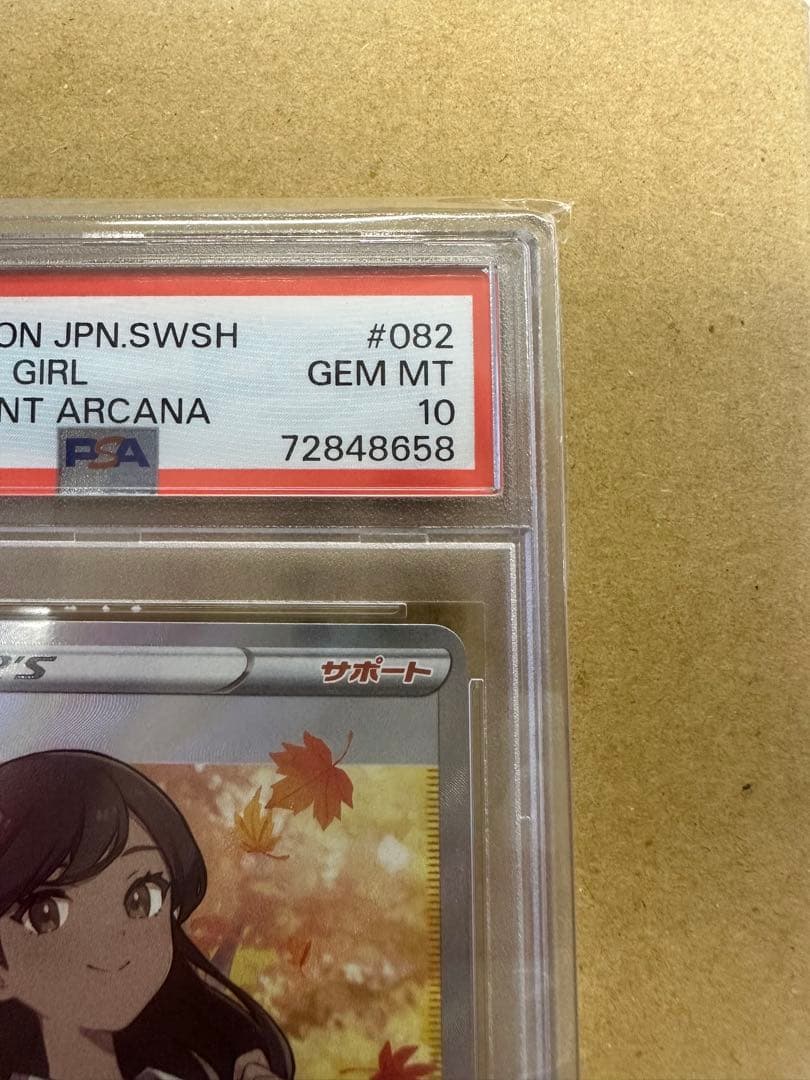 ON JPN.SWSH #082
GIRL GEM MT
NT ARCANA 10
PSA 72848658
'S サポート